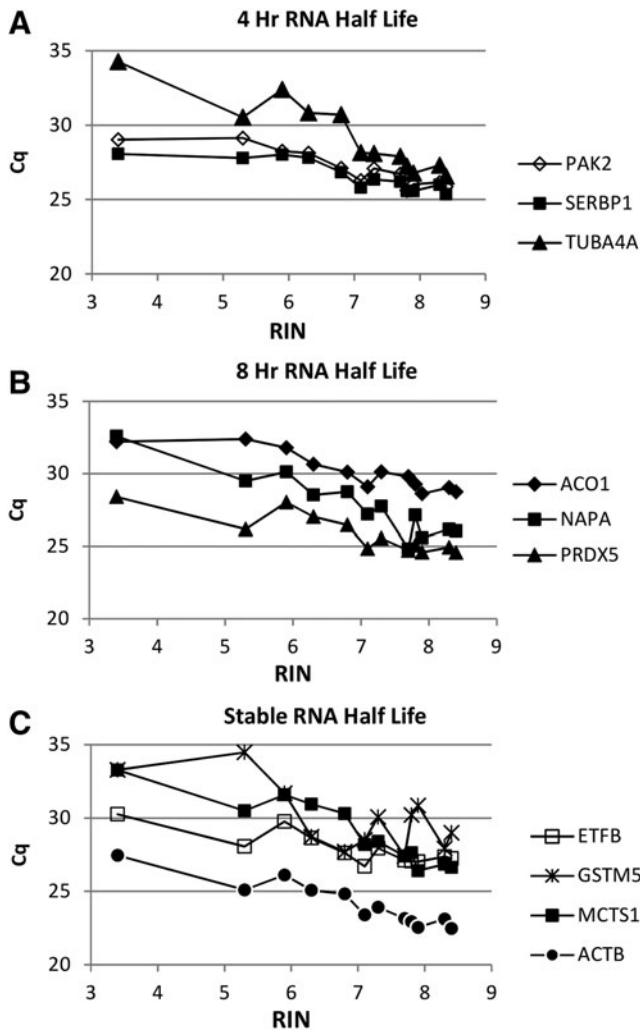 A
4 Hr RNA Half Life
35
30
25
20
Cq
3 4 5 6 7 8 9
RIN
PAK2
SERBP1
TUBA4A
B
8 Hr RNA Half Life
35
30
25
20
Cq
3 4 5 6 7 8 9
RIN
ACO1
NAPA
PRDX5
C
Stable RNA Half Life
35
30
25
20
Cq
3 4 5 6 7 8 9
RIN
ETFB
GSTM5
MCTS1
ACTB